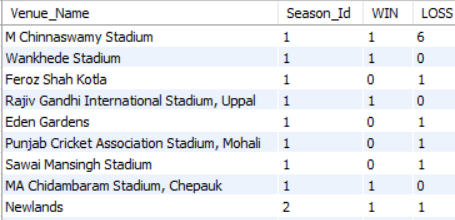 Venue_Name Season_Id WIN LOSS
M Chinnaswamy Stadium 1 1 6
Wankhede Stadium 1 1 0
Feroz Shah Kotla 1 0 1
Rajiv Gandhi International Stadium, Uppal 1 1 0
Eden Gardens 1 0 1
Punjab Cricket Association Stadium, Mohali 1 0 1
Sawai Mansingh Stadium 1 0 1
MA Chidambaram Stadium, Chepauk 1 1 0
Newlands 2 1 1